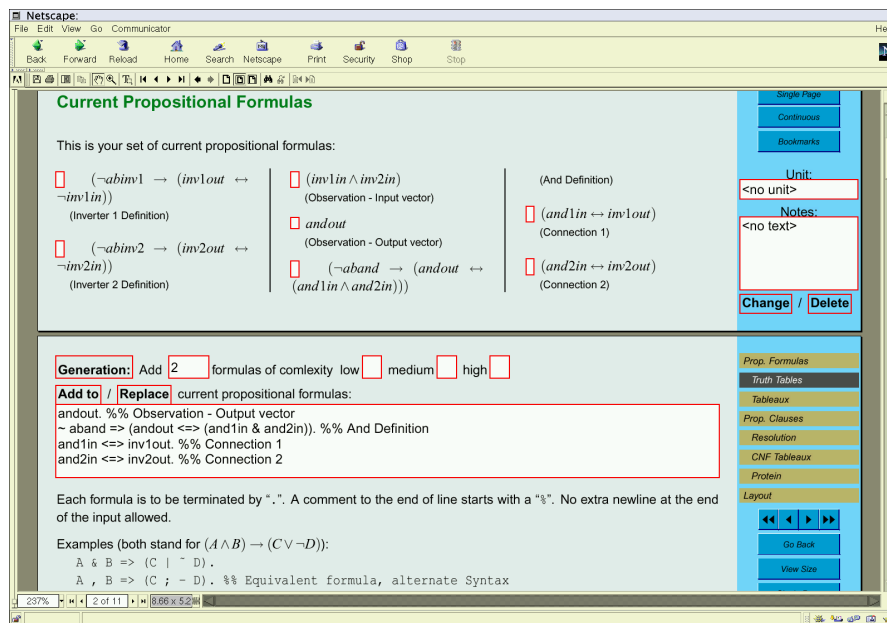 Netscape:
File Edit View Go Communicator
Back Forward Reload Home Search Netscape Print Security Shop Stop
Current Propositional Formulas
This is your set of current propositional formulas:
(¬abinv1 → (inv1out ↔
¬inv1in))
(Inverter 1 Definition)
(¬abinv2 → (inv2out ↔
¬inv2in))
(Inverter 2 Definition)
(inv1in ∧ inv2in)
(Observation - Input vector)
andout
(Observation - Output vector)
(¬aband → (andout ↔
(and1in ∧ and2in)))
(And Definition)
(and1in ↔ inv1out)
(Connection 1)
(and2in ↔ inv2out)
(Connection 2)
Single Page
Continuous
Bookmarks
Unit:
<no unit>
Notes:
<no text>
Change / Delete
Generation: Add 2 formulas of comlexity low medium high
Add to / Replace current propositional formulas:
andout. %% Observation - Output vector
~ aband => (andout <=> (and1in & and2in)). %% And Definition
and1in <=> inv1out. %% Connection 1
and2in <=> inv2out. %% Connection 2
Each formula is to be terminated by “.”. A comment to the end of line starts with a “%”. No extra newline at the end
of the input allowed.
Examples (both stand for (A ∧ B) → (C ∨ ¬D)):
A & B => (C | ~ D).
A , B => (C ; - D). %% Equivalent formula, alternate Syntax
Prop. Formulas
Truth Tables
Tableaux
Prop. Clauses
Resolution
CNF Tableaux
Protein
Layout
Go Back
View Size
237% 2 of 11 8.66 x 5.2